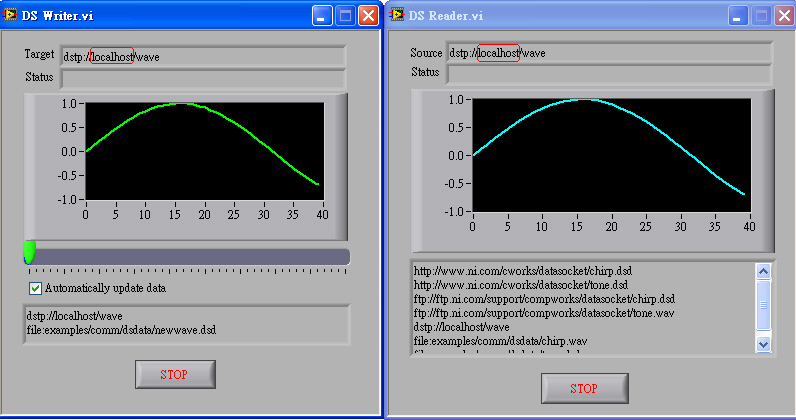 DS Writer.vi
Target dstp://localhost/wave
Status
1.0
0.5
0.0
-0.5
-1.0
0 5 10 15 20 25 30 35 40
Automatically update data
dstp://localhost/wave
file:examples/comm/dsdata/newwave.dsd
STOP
DS Reader.vi
Source dstp://localhost/wave
Status
1.0
0.5
0.0
-0.5
-1.0
0 5 10 15 20 25 30 35 40
http://www.ni.com/cworks/datasocket/chirp.dsd
http://www.ni.com/cworks/datasocket/tone.dsd
ftp://ftp.ni.com/support/compworks/datasocket/chirp.dsd
ftp://ftp.ni.com/support/compworks/datasocket/tone.wav
dstp://localhost/wave
file:examples/comm/dsdata/chirp.wav
STOP